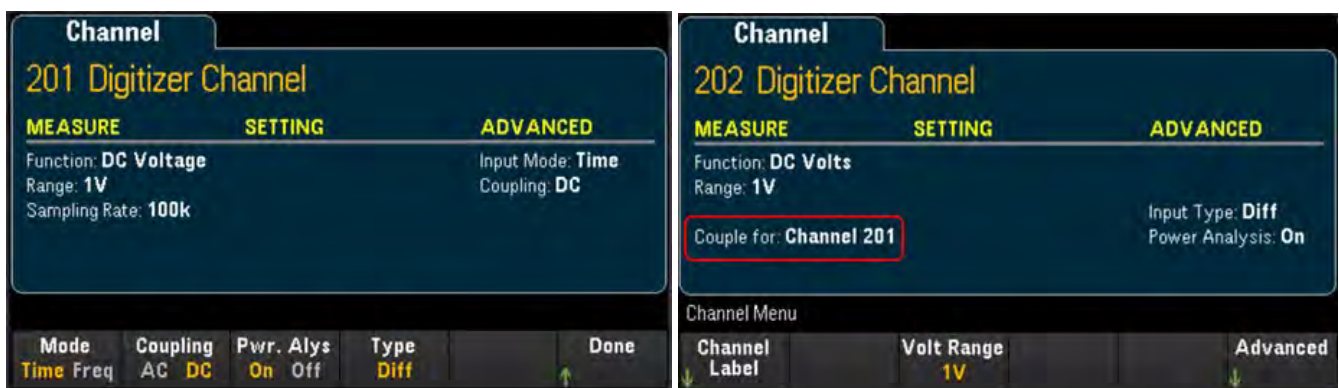 Channel
201 Digitizer Channel
MEASURE SETTING ADVANCED
Function: DC Voltage Input Mode: Time
Range: 1V Coupling: DC
Sampling Rate: 100k
Mode Coupling Pwr. Alys Type Done
Time Freq AC DC On Off Diff
Channel
202 Digitizer Channel
MEASURE SETTING ADVANCED
Function: DC Volts
Range: 1V
Input Type: Diff
Couple for: Channel 201 Power Analysis: On
Channel Menu
Channel Volt Range Advanced
Label 1V